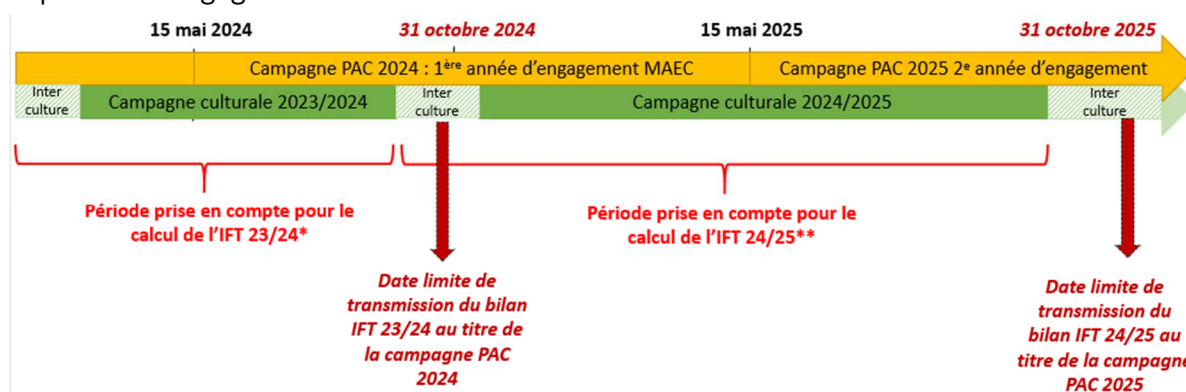 15 mai 2024
31 octobre 2024
15 mai 2025
31 octobre 2025
Campagne PAC 2024 : 1ère année d'engagement MAEC
Campagne PAC 2025 2e année d'engagement
Inter
culture
Campagne culturale 2023/2024
Inter
culture
Campagne culturale 2024/2025
Inter
culture
Période prise en compte pour le
calcul de l'IFT 23/24*
Période prise en compte pour le
calcul de l'IFT 24/25**
Date limite de
transmission du bilan
IFT 23/24 au titre de
la campagne PAC
2024
Date limite de
transmission du
bilan IFT 24/25 au
titre de la campagne
PAC 2025